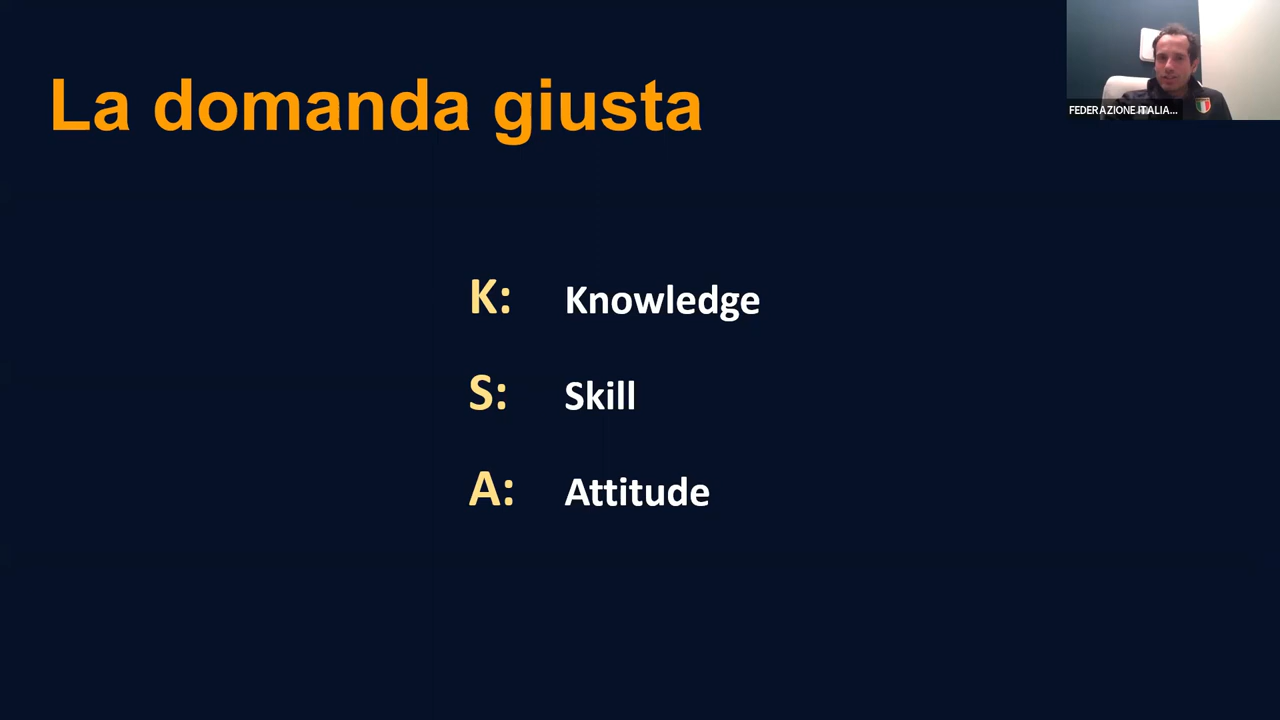 La domanda giusta
FEDERAZIONE ITALIA...
K: Knowledge
S: Skill
A: Attitude